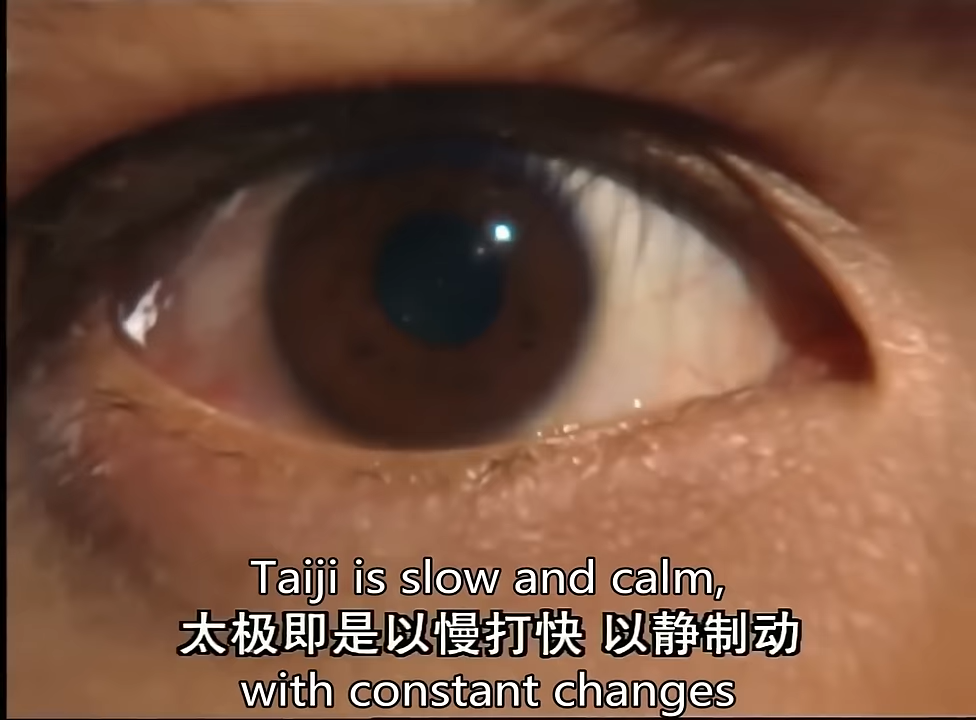 Taiji is slow and calm,
太极即是以慢打快 以静制动
with constant changes